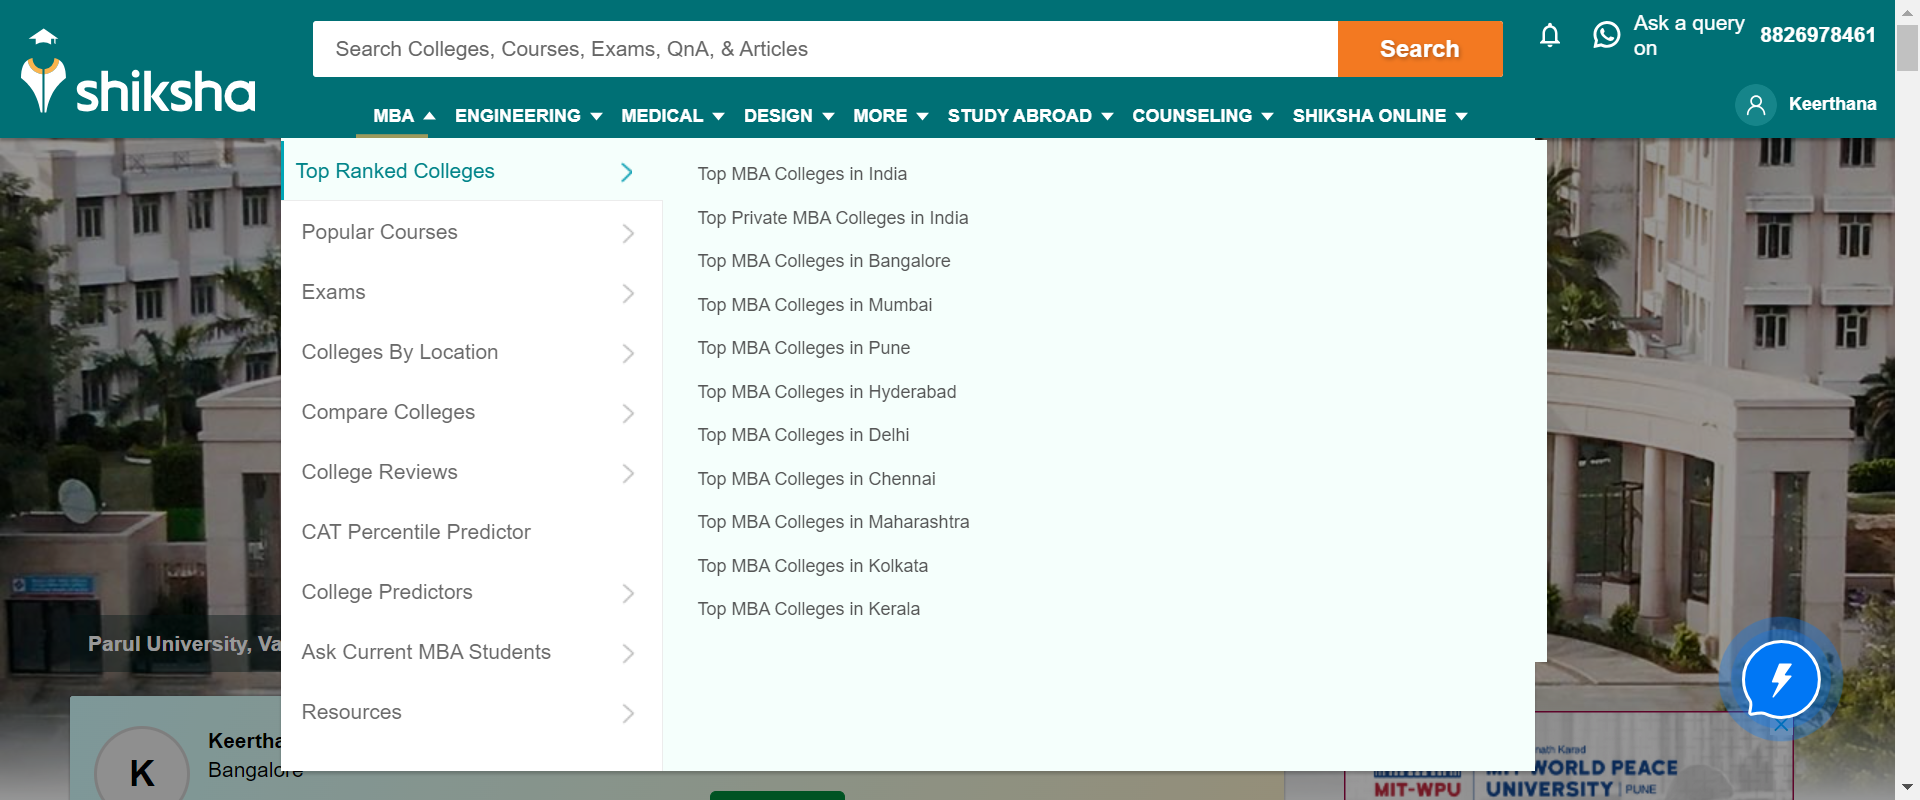 shiksha
Search Colleges, Courses, Exams, QnA, & Articles
Search
Ask a query
on
8826978461
MBA
ENGINEERING
MEDICAL
DESIGN
MORE
STUDY ABROAD
COUNSELING
SHIKSHA ONLINE
Keerthana
Top Ranked Colleges
Popular Courses
Exams
Colleges By Location
Compare Colleges
College Reviews
CAT Percentile Predictor
College Predictors
Ask Current MBA Students
Resources
Top MBA Colleges in India
Top Private MBA Colleges in India
Top MBA Colleges in Bangalore
Top MBA Colleges in Mumbai
Top MBA Colleges in Pune
Top MBA Colleges in Hyderabad
Top MBA Colleges in Delhi
Top MBA Colleges in Chennai
Top MBA Colleges in Maharashtra
Top MBA Colleges in Kolkata
Top MBA Colleges in Kerala
Parul University, Va
K
Keertha
Bangalore
Karad
WORLD PEACE
MIT-WPU
UNIVERSITY | PUNE